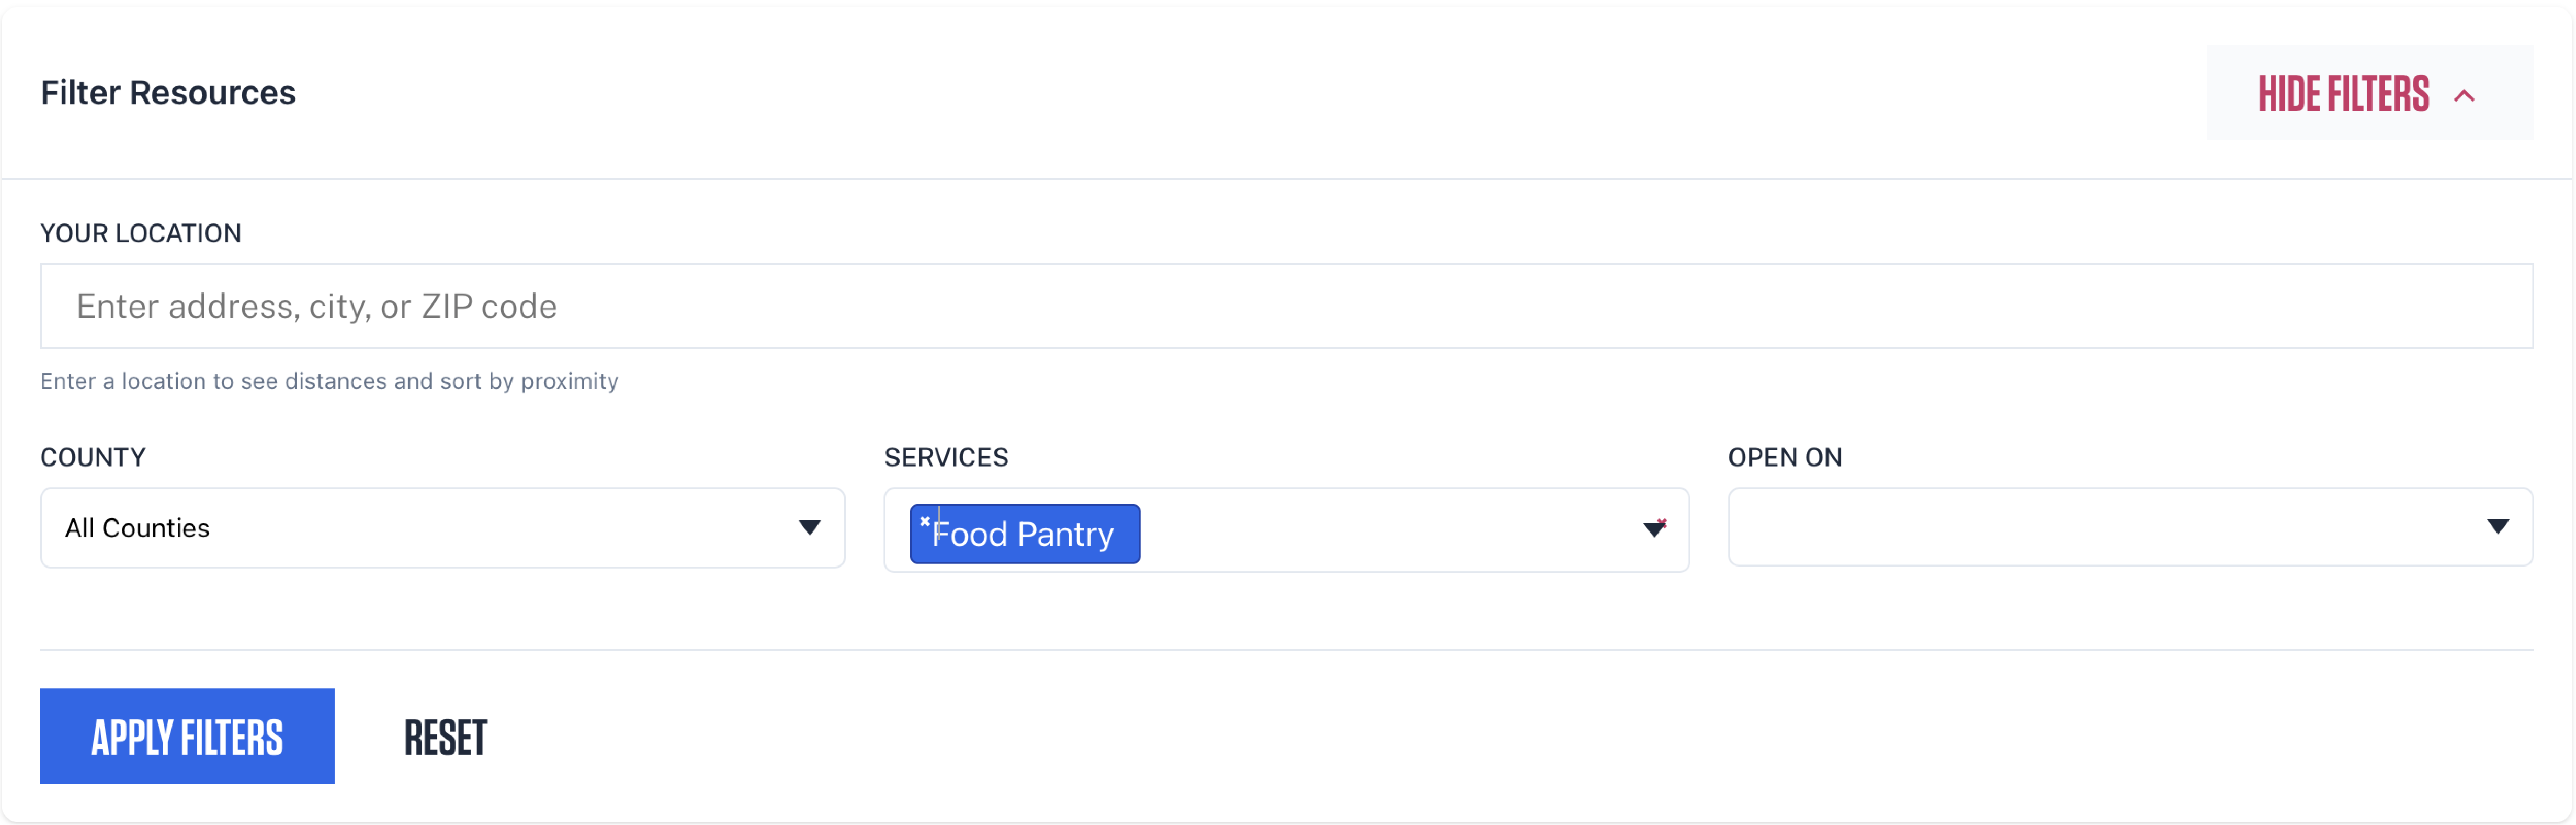 Filter Resources
HIDE FILTERS
YOUR LOCATION
Enter address, city, or ZIP code
Enter a location to see distances and sort by proximity
COUNTY
SERVICES
OPEN ON
All Counties
× Food Pantry
×
APPLY FILTERS
RESET